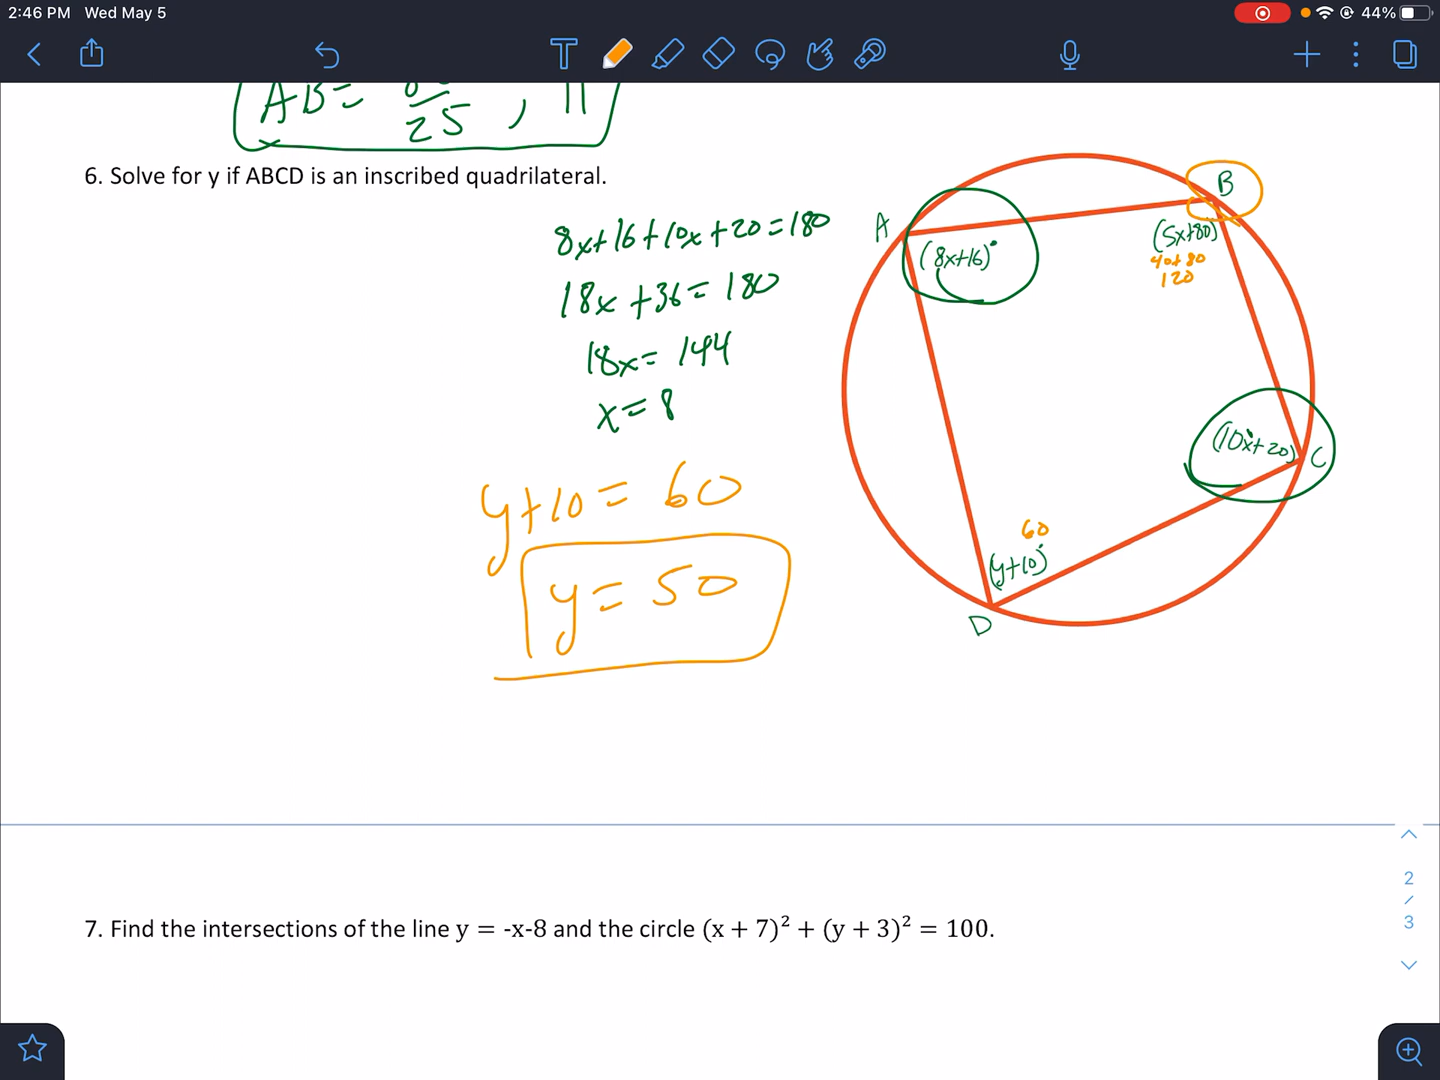 2:46 PM Wed May 5
44%
AB = 25 , 11
6. Solve for y if ABCD is an inscribed quadrilateral.
8x+16+10x+20=180
18x+36=180
18x=144
x=8
y+10=60
y=50
A
B
(8x+16)°
(5x+80)
40+80
120
(10x+20)
C
60
(y+10)°
D
2
/
3
7. Find the intersections of the line y = -x-8 and the circle (x + 7)² + (y + 3)² = 100.